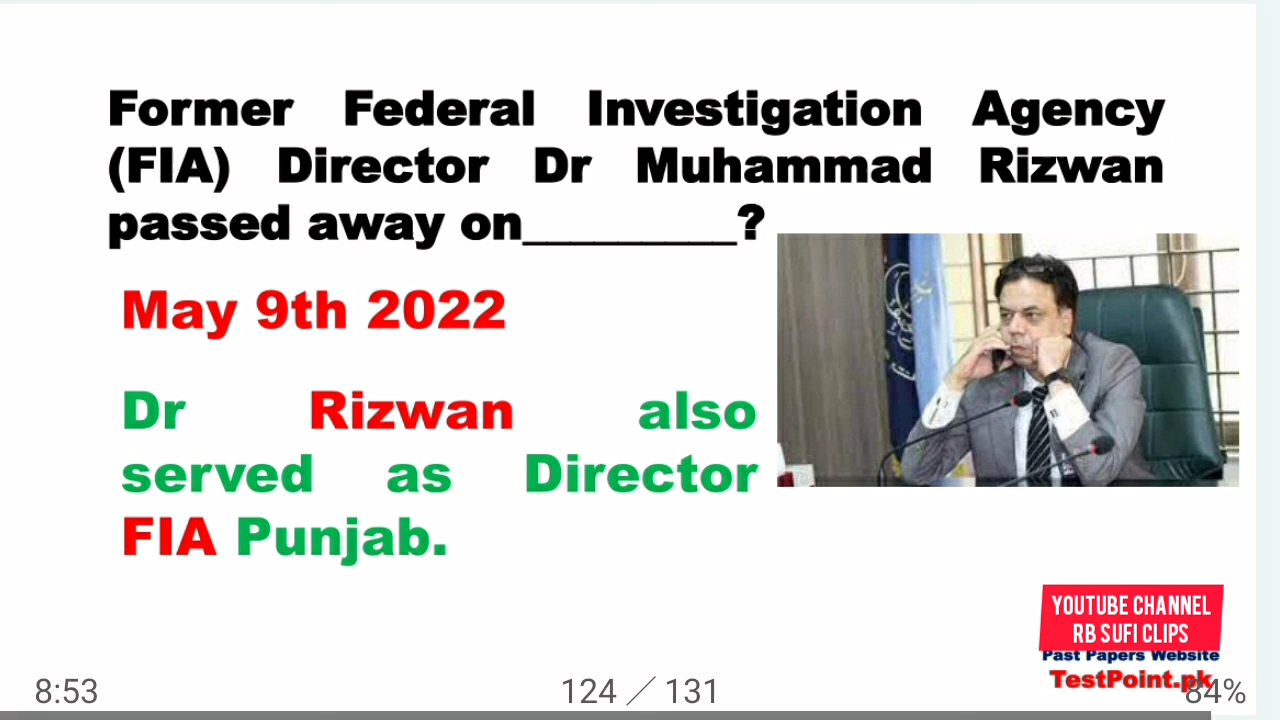 Former Federal Investigation Agency
(FIA) Director Dr Muhammad Rizwan
passed away on_________?
May 9th 2022
Dr Rizwan also
served as Director
FIA Punjab.
YOUTUBE CHANNEL
RB SUFI CLIPS
Past Papers Website
TestPoint.pk
8:53
124 / 131
84%